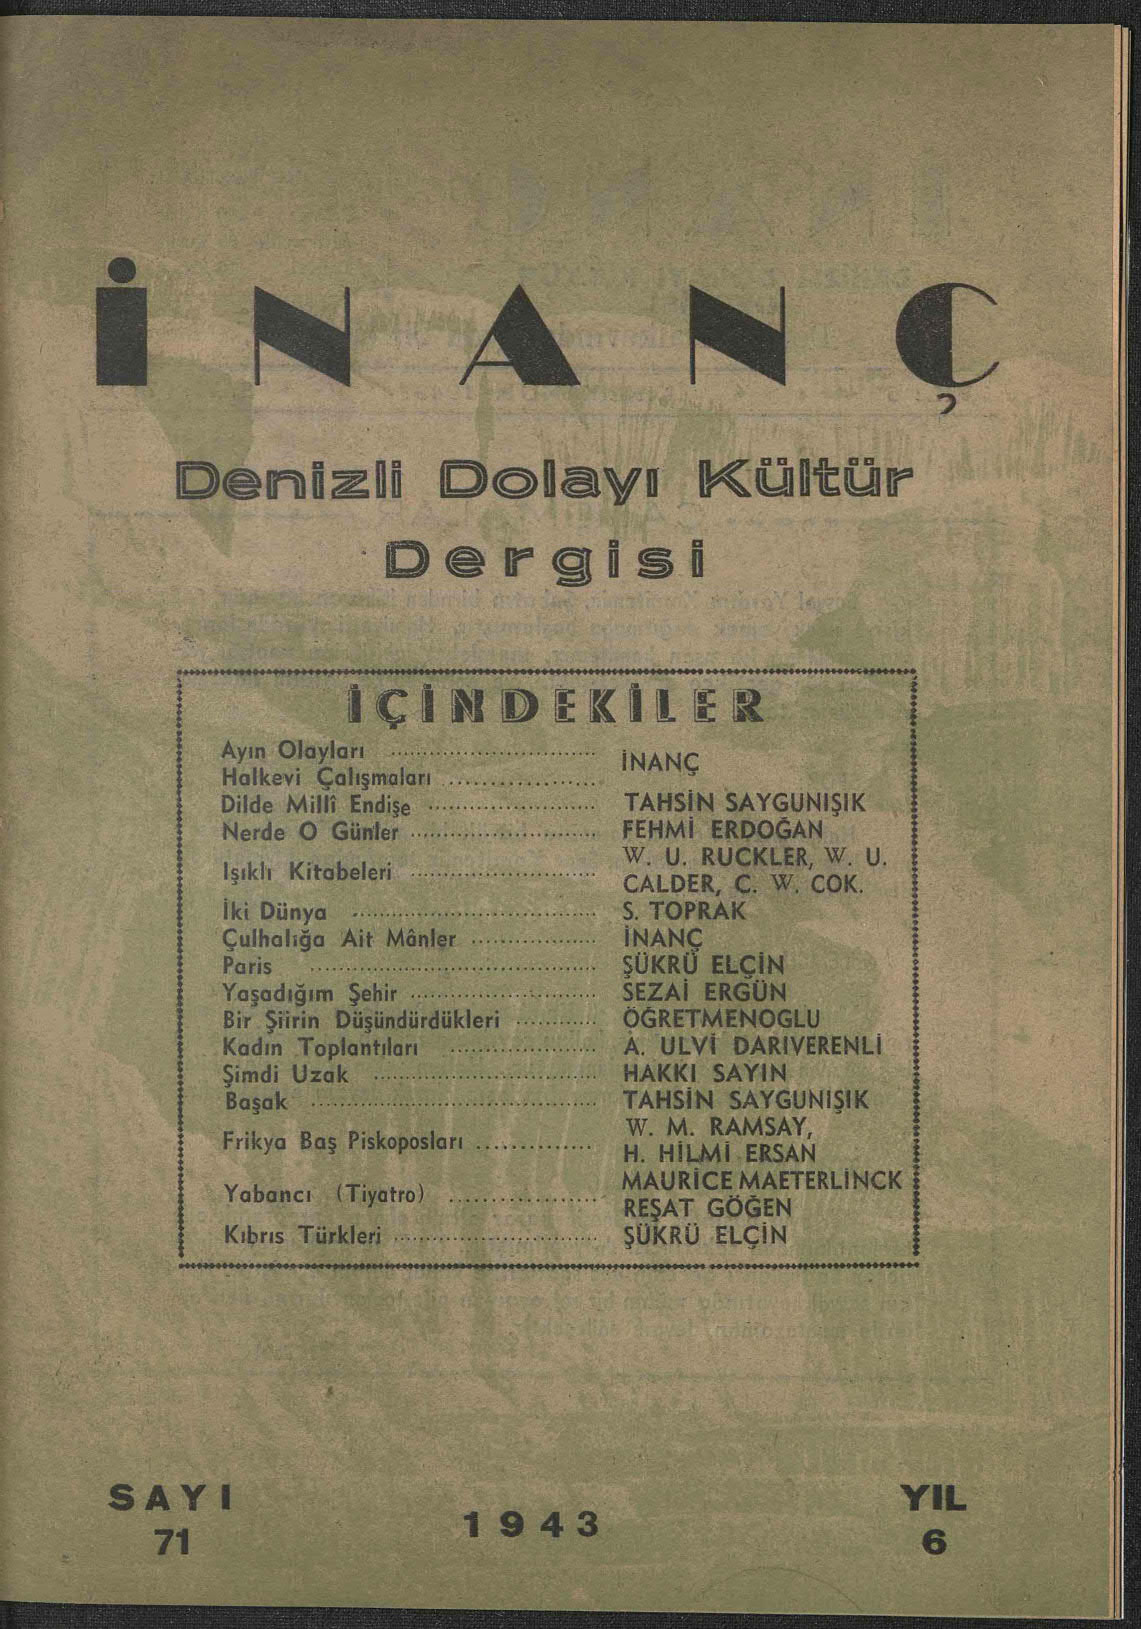 İNANÇ
Denizli Dolayı Kültür
Dergisi
İÇİNDEKİLER
Ayın Olayları ............................ İNANÇ
Halkevi Çalışmaları ....................
Dilde Millî Endişe ........................ TAHSİN SAYGUNIŞIK
Nerde O Günler .......................... FEHMİ ERDOĞAN
Işıklı Kitabeleri .......................... W. U. RUCKLER, W. U.
CALDER, C. W. COK.
İki Dünya .................................. S. TOPRAK
Çulhalığa Ait Mânler .................. İNANÇ
Paris ........................................ ŞÜKRÜ ELÇİN
Yaşadığım Şehir .......................... SEZAİ ERGÜN
Bir Şiirin Düşündürdükleri ............ ÖĞRETMENOGLU
Kadın Toplantıları ..................... A. ULVİ DARIVERENLİ
Şimdi Uzak ............................... HAKKI SAYIN
Başak ........................................ TAHSİN SAYGUNIŞIK
Frikya Baş Piskoposları ................ W. M. RAMSAY,
H. HİLMİ ERSAN
Yabancı (Tiyatro) ..................... MAURİCE MAETERLİNCK
REŞAT GÖĞEN
Kıbrıs Türkleri ............................ ŞÜKRÜ ELÇİN
SAYI
71
1943
YIL
6